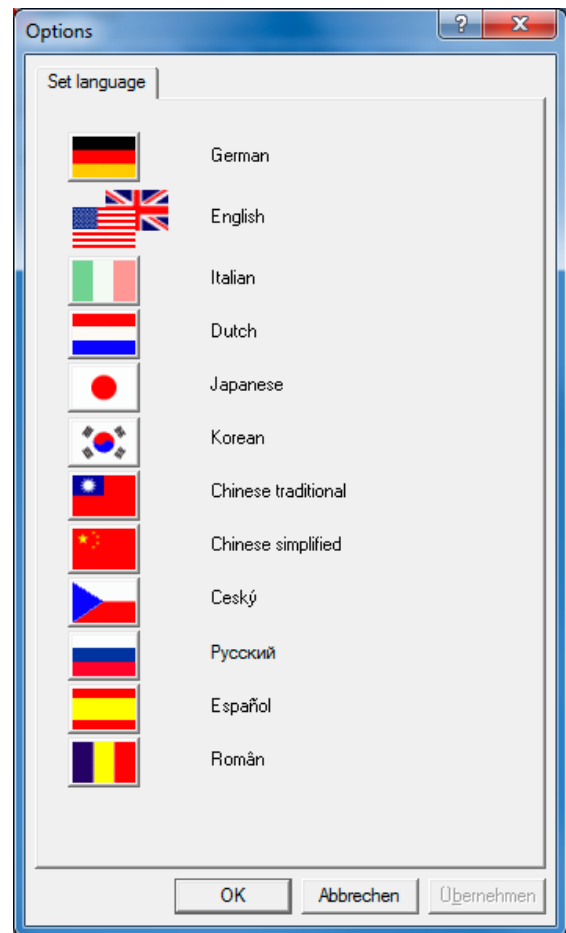 Options
?
X
Set language
German
English
Italian
Dutch
Japanese
Korean
Chinese traditional
Chinese simplified
Ceský
Русский
Español
Român
OK Abbrechen Übernehmen